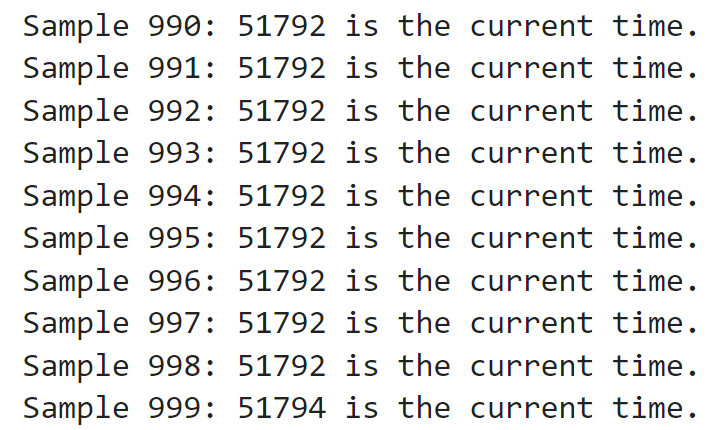 Sample 990: 51792 is the current time.
Sample 991: 51792 is the current time.
Sample 992: 51792 is the current time.
Sample 993: 51792 is the current time.
Sample 994: 51792 is the current time.
Sample 995: 51792 is the current time.
Sample 996: 51792 is the current time.
Sample 997: 51792 is the current time.
Sample 998: 51792 is the current time.
Sample 999: 51794 is the current time.